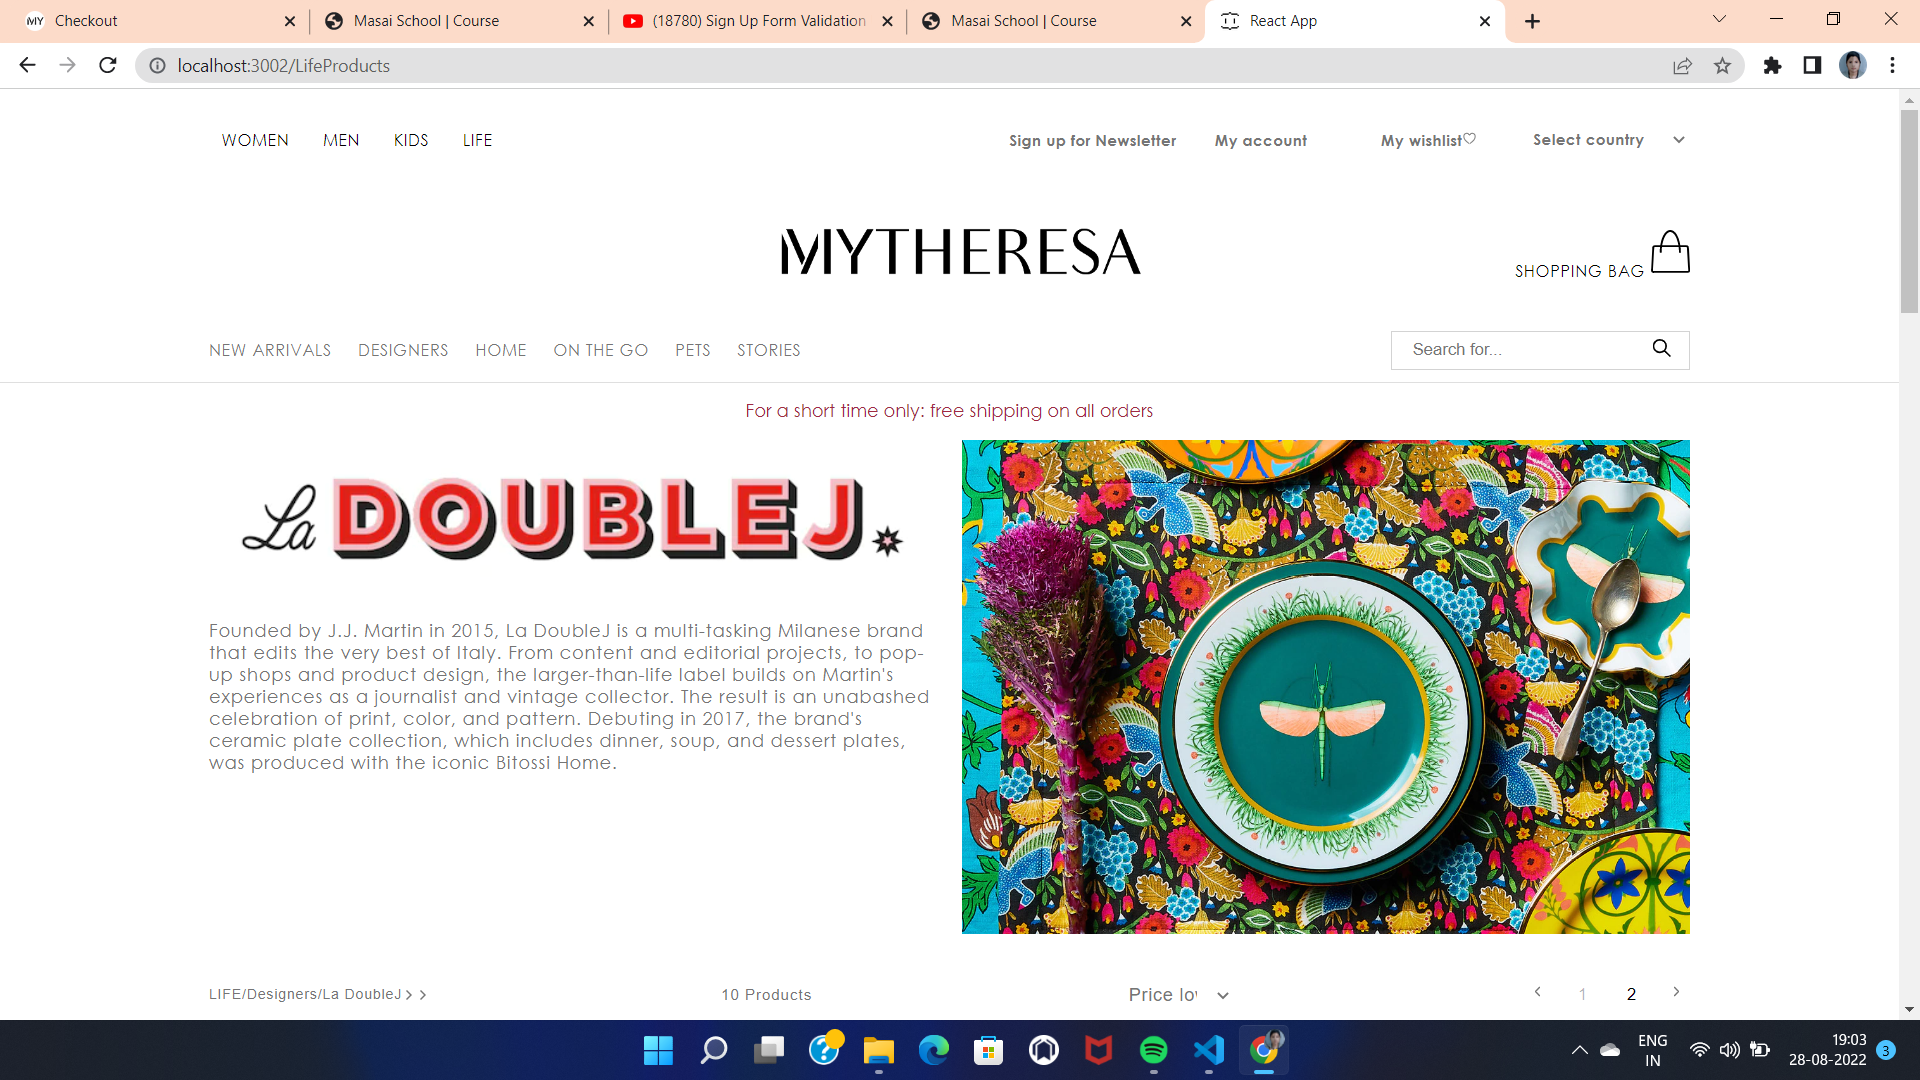 Checkout
Masai School | Course
(18780) Sign Up Form Validation
Masai School | Course
React App
localhost:3002/LifeProducts
WOMEN MEN KIDS LIFE
Sign up for Newsletter My account My wishlist♡ Select country
MYTHERESA
SHOPPING BAG
NEW ARRIVALS DESIGNERS HOME ON THE GO PETS STORIES
Search for...
For a short time only: free shipping on all orders
La DOUBLEJ
Founded by J.J. Martin in 2015, La DoubleJ is a multi-tasking Milanese brand
that edits the very best of Italy. From content and editorial projects, to pop-
up shops and product design, the larger-than-life label builds on Martin's
experiences as a journalist and vintage collector. The result is an unabashed
celebration of print, color, and pattern. Debuting in 2017, the brand's
ceramic plate collection, which includes dinner, soup, and dessert plates,
was produced with the iconic Bitossi Home.
LIFE/Designers/La DoubleJ > >
10 Products
Price low
< 1 2 >
ENG
IN
19:03
28-08-2022
3